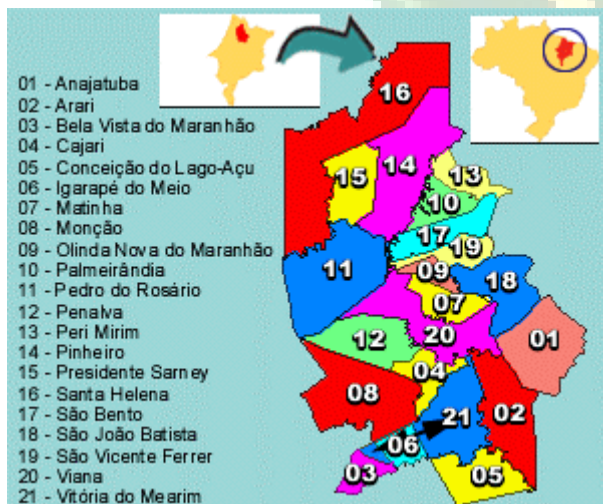 01 - Anajatuba
02 - Arari
03 - Bela Vista do Maranhão
04 - Cajari
05 - Conceição do Lago-Açu
06 - Igarapé do Meio
07 - Matinha
08 - Monção
09 - Olinda Nova do Maranhão
10 - Palmeirândia
11 - Pedro do Rosário
12 - Penalva
13 - Peri Mirim
14 - Pinheiro
15 - Presidente Sarney
16 - Santa Helena
17 - São Bento
18 - São João Batista
19 - São Vicente Ferrer
20 - Viana
21 - Vitória do Mearim
16
14
15
13
10
17
19
11
09
18
07
20
12
01
04
08
21
02
06
03
05